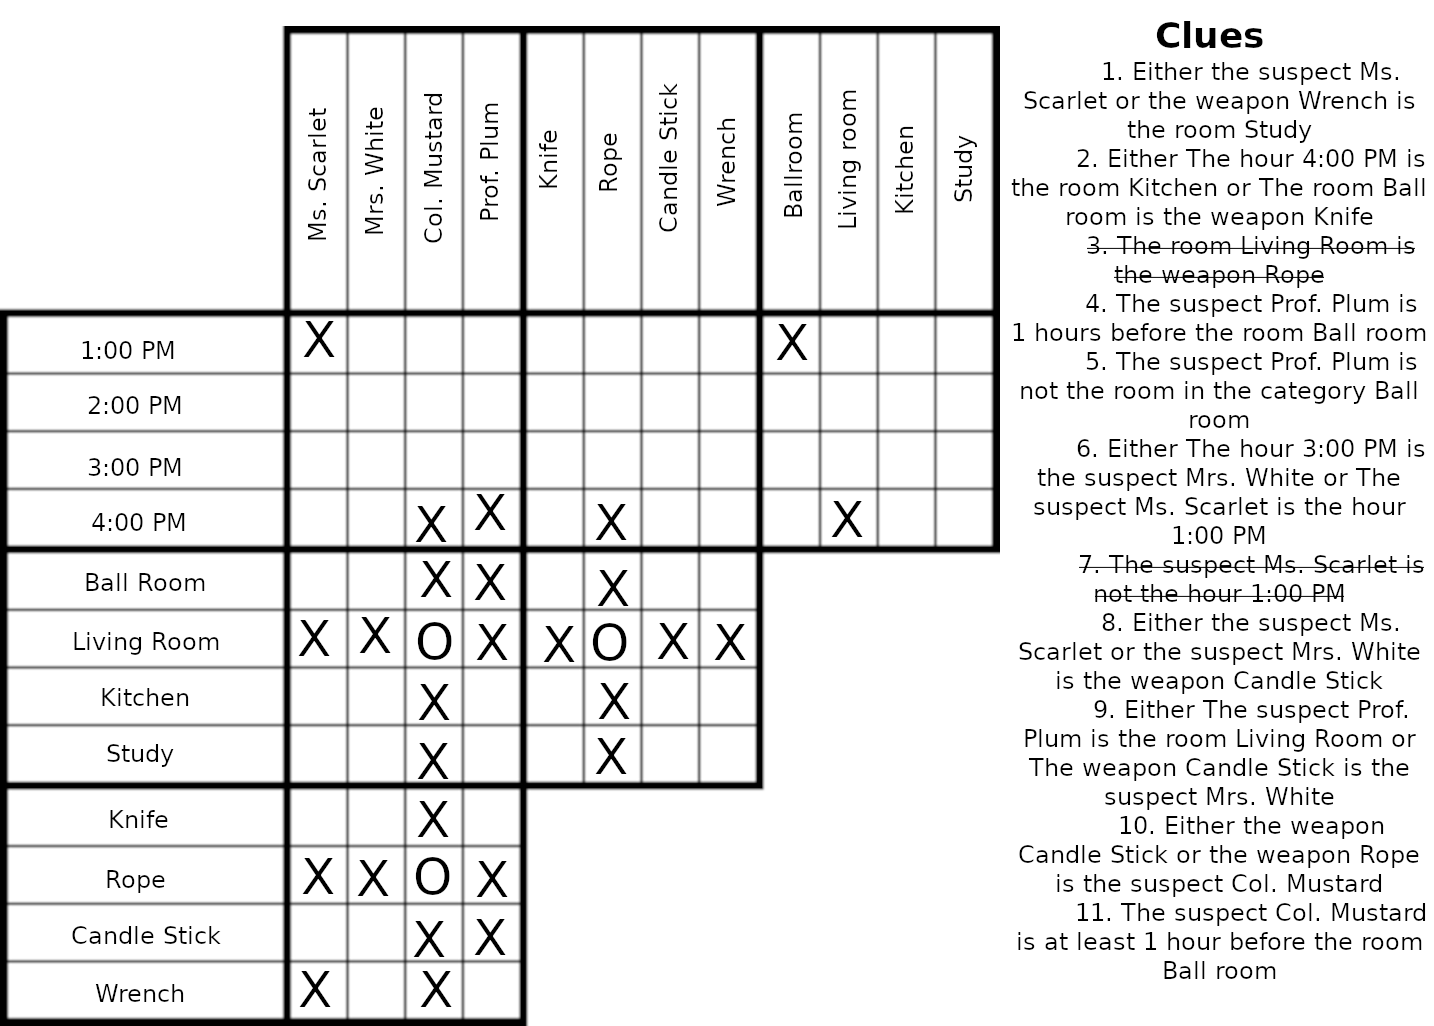 Clues
1. Either the suspect Ms.
Scarlet or the weapon Wrench is
the room Study
2. Either The hour 4:00 PM is
the room Kitchen or The room Ball
room is the weapon Knife
3. The room Living Room is
the weapon Rope
4. The suspect Prof. Plum is
1 hours before the room Ball room
5. The suspect Prof. Plum is
not the room in the category Ball
room
6. Either The hour 3:00 PM is
the suspect Mrs. White or The
suspect Ms. Scarlet is the hour
1:00 PM
7. The suspect Ms. Scarlet is
not the hour 1:00 PM
8. Either the suspect Ms.
Scarlet or the suspect Mrs. White
is the weapon Candle Stick
9. Either The suspect Prof.
Plum is the room Living Room or
The weapon Candle Stick is the
suspect Mrs. White
10. Either the weapon
Candle Stick or the weapon Rope
is the suspect Col. Mustard
11. The suspect Col. Mustard
is at least 1 hour before the room
Ball room
Ms. Scarlet
Mrs. White
Col. Mustard
Prof. Plum
Knife
Rope
Candle Stick
Wrench
Ballroom
Living room
Kitchen
Study
1:00 PM X X
2:00 PM
3:00 PM
4:00 PM X X X X
Ball Room X X X
Living Room X X O X X O X X
Kitchen X X
Study X X
Knife X
Rope X X O X
Candle Stick X X
Wrench X X